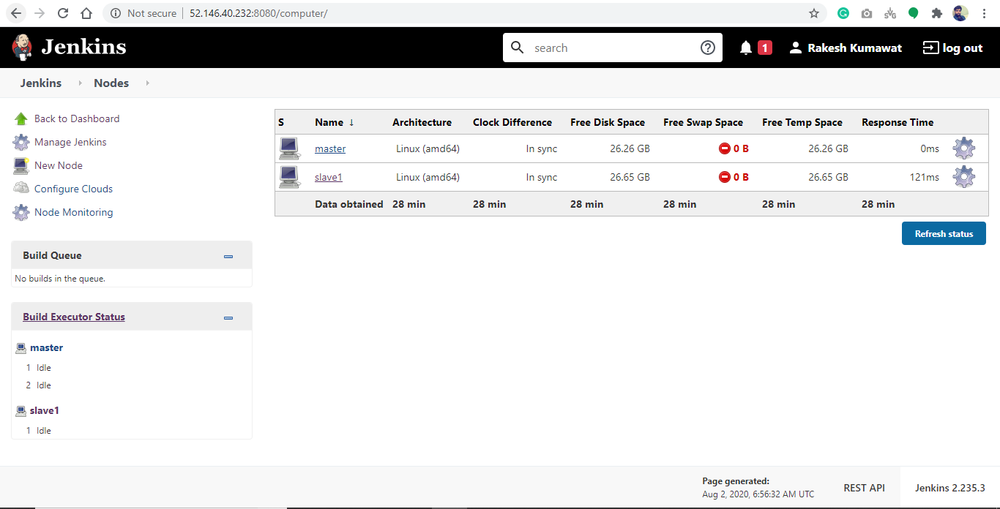 Not secure | 52.146.40.232:8080/computer/
Jenkins
search
1
Rakesh Kumawat
log out
Jenkins
Nodes
Back to Dashboard
Manage Jenkins
New Node
Configure Clouds
Node Monitoring
Build Queue
No builds in the queue.
Build Executor Status
master
1 Idle
2 Idle
slave1
1 Idle
S Name ↓ Architecture Clock Difference Free Disk Space Free Swap Space Free Temp Space Response Time
master Linux (amd64) In sync 26.26 GB 0 B 26.26 GB 0ms
slave1 Linux (amd64) In sync 26.65 GB 0 B 26.65 GB 121ms
Data obtained 28 min 28 min 28 min 28 min 28 min 28 min
Refresh status
Page generated:
Aug 2, 2020, 6:56:32 AM UTC
REST API
Jenkins 2.235.3